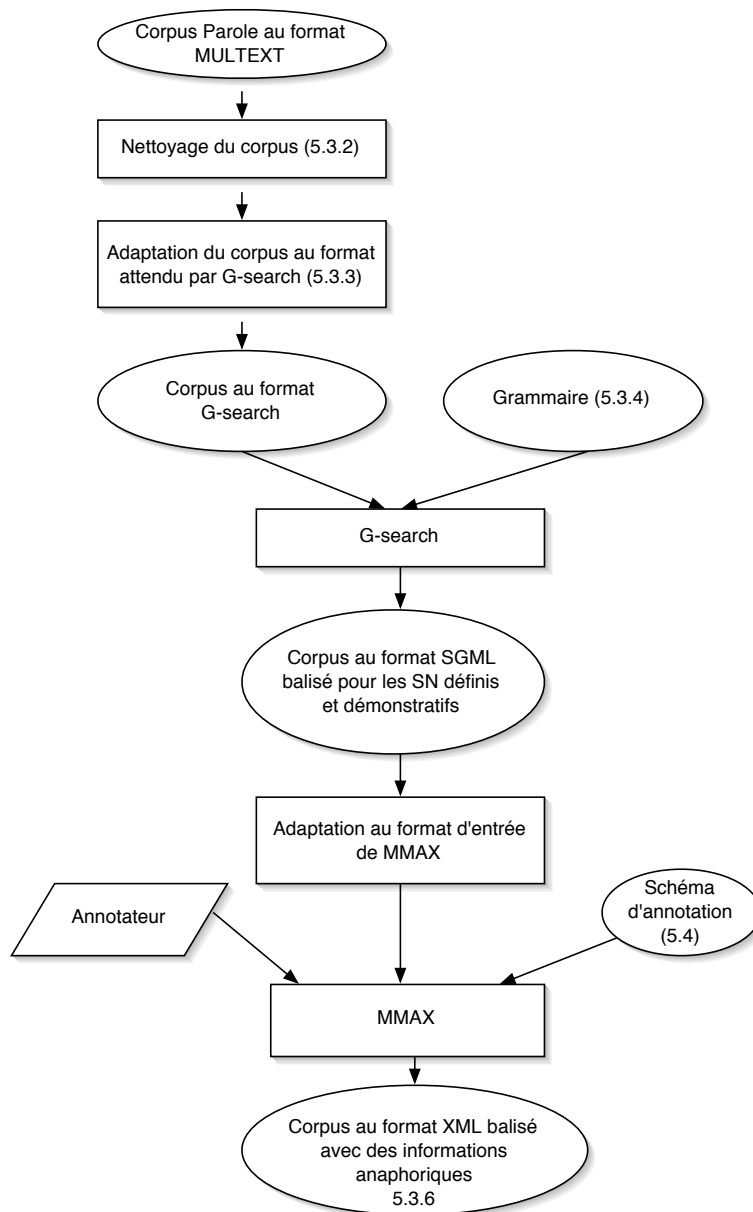 Corpus Parole au format
MULTEXT
Nettoyage du corpus (5.3.2)
Adaptation du corpus au format
attendu par G-search (5.3.3)
Corpus au format
G-search
Grammaire (5.3.4)
G-search
Corpus au format SGML
balisé pour les SN définis
et démonstratifs
Adaptation au format d'entrée
de MMAX
Annotateur
Schéma
d'annotation
(5.4)
MMAX
Corpus au format XML balisé
avec des informations
anaphoriques
5.3.6